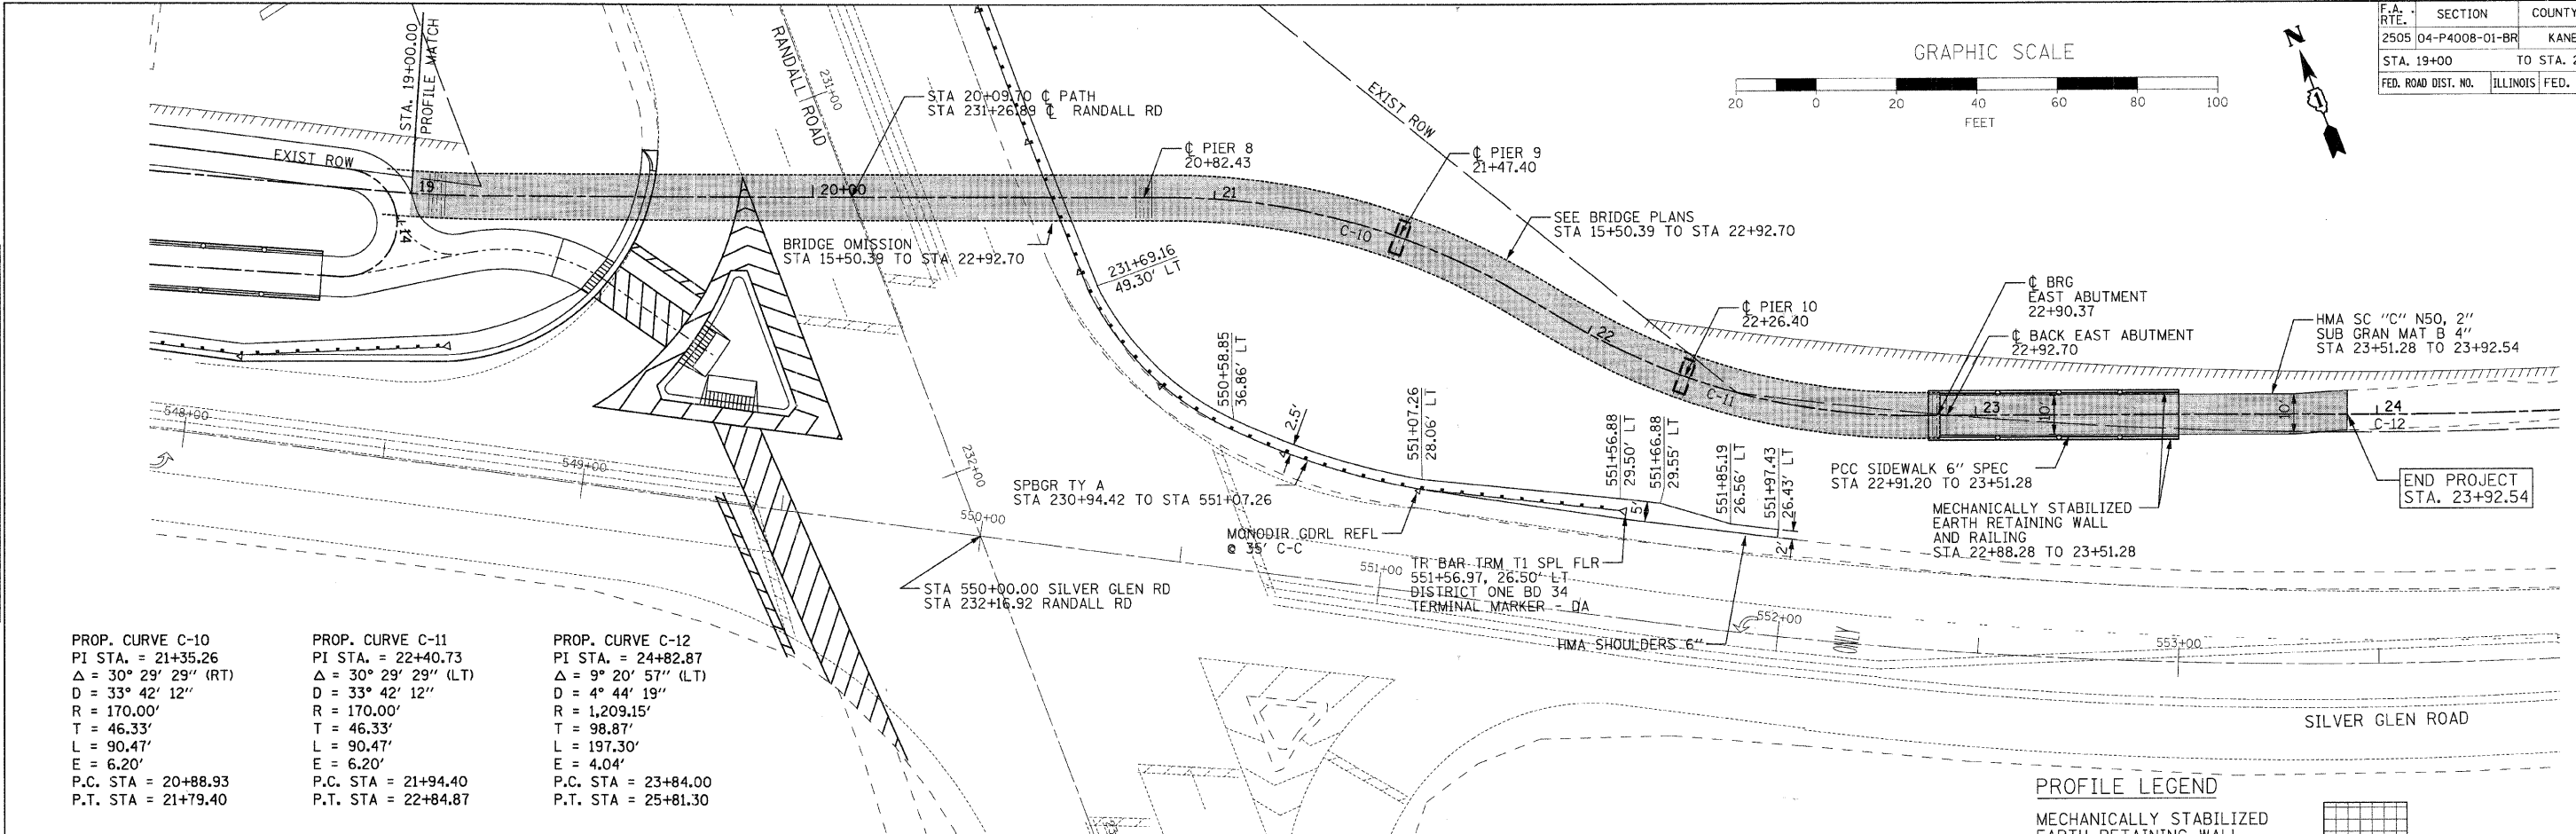 F.A. RTE.
SECTION
COUNTY
2505
04-P4008-01-BR
KANE
STA. 19+00
TO STA. 2
FED. ROAD DIST. NO.
ILLINOIS
FED.
GRAPHIC SCALE
20 0 20 40 60 80 100
FEET
N
1
STA. 19+00.00
PROFILE MATCH
EXIST ROW
19
14
RANDALL ROAD
231+00
STA 20+09.70 ℄ PATH
STA 231+26.89 ℄ RANDALL RD
20+00
BRIDGE OMISSION
STA 15+50.39 TO STA 22+92.70
℄ PIER 8
20+82.43
21
EXIST ROW
℄ PIER 9
21+47.40
C-10
SEE BRIDGE PLANS
STA 15+50.39 TO STA 22+92.70
22
℄ PIER 10
22+26.40
C-11
℄ BRG
EAST ABUTMENT
22+90.37
℄ BACK EAST ABUTMENT
22+92.70
HMA SC "C" N50, 2"
SUB GRAN MAT B 4"
STA 23+51.28 TO 23+92.54
23
10'
10'
24
C-12
END PROJECT
STA. 23+92.54
PCC SIDEWALK 6" SPEC
STA 22+91.20 TO 23+51.28
MECHANICALLY STABILIZED
EARTH RETAINING WALL
AND RAILING
STA 22+88.28 TO 23+51.28
231+69.16
49.30' LT
550+58.85
36.86' LT
2.5'
551+07.26
28.06' LT
551+56.88
29.50' LT
551+66.88
29.55' LT
551+85.19
26.56' LT
551+97.43
26.43' LT
5'
2'
548+00
549+00
232+00
550+00
551+00
552+00
553+00
SPBGR TY A
STA 230+94.42 TO STA 551+07.26
MONODIR GDRL REFL
@ 35' C-C
TR BAR TRM T1 SPL FLR
551+56.97, 26.50' LT
DISTRICT ONE BD 34
TERMINAL MARKER - DA
HMA SHOULDERS 6"
ONLY
STA 550+00.00 SILVER GLEN RD
STA 232+16.92 RANDALL RD
SILVER GLEN ROAD
PROP. CURVE C-10
PI STA. = 21+35.26
Δ = 30° 29' 29" (RT)
D = 33° 42' 12"
R = 170.00'
T = 46.33'
L = 90.47'
E = 6.20'
P.C. STA = 20+88.93
P.T. STA = 21+79.40
PROP. CURVE C-11
PI STA. = 22+40.73
Δ = 30° 29' 29" (LT)
D = 33° 42' 12"
R = 170.00'
T = 46.33'
L = 90.47'
E = 6.20'
P.C. STA = 21+94.40
P.T. STA = 22+84.87
PROP. CURVE C-12
PI STA. = 24+82.87
Δ = 9° 20' 57" (LT)
D = 4° 44' 19"
R = 1,209.15'
T = 98.87'
L = 197.30'
E = 4.04'
P.C. STA = 23+84.00
P.T. STA = 25+81.30
PROFILE LEGEND
MECHANICALLY STABILIZED
EARTH RETAINING WALL